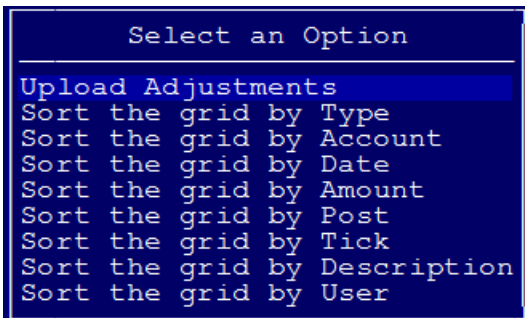 Select an Option
Upload Adjustments
Sort the grid by Type
Sort the grid by Account
Sort the grid by Date
Sort the grid by Amount
Sort the grid by Post
Sort the grid by Tick
Sort the grid by Description
Sort the grid by User